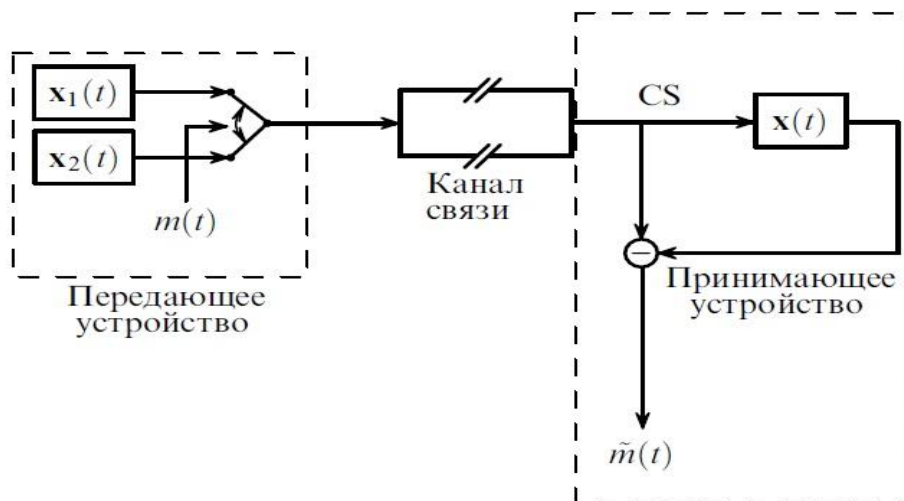 x₁(t)
x₂(t)
m(t)
Передающее
устройство
Канал
связи
CS
x(t)
−
Принимающее
устройство
m̃(t)